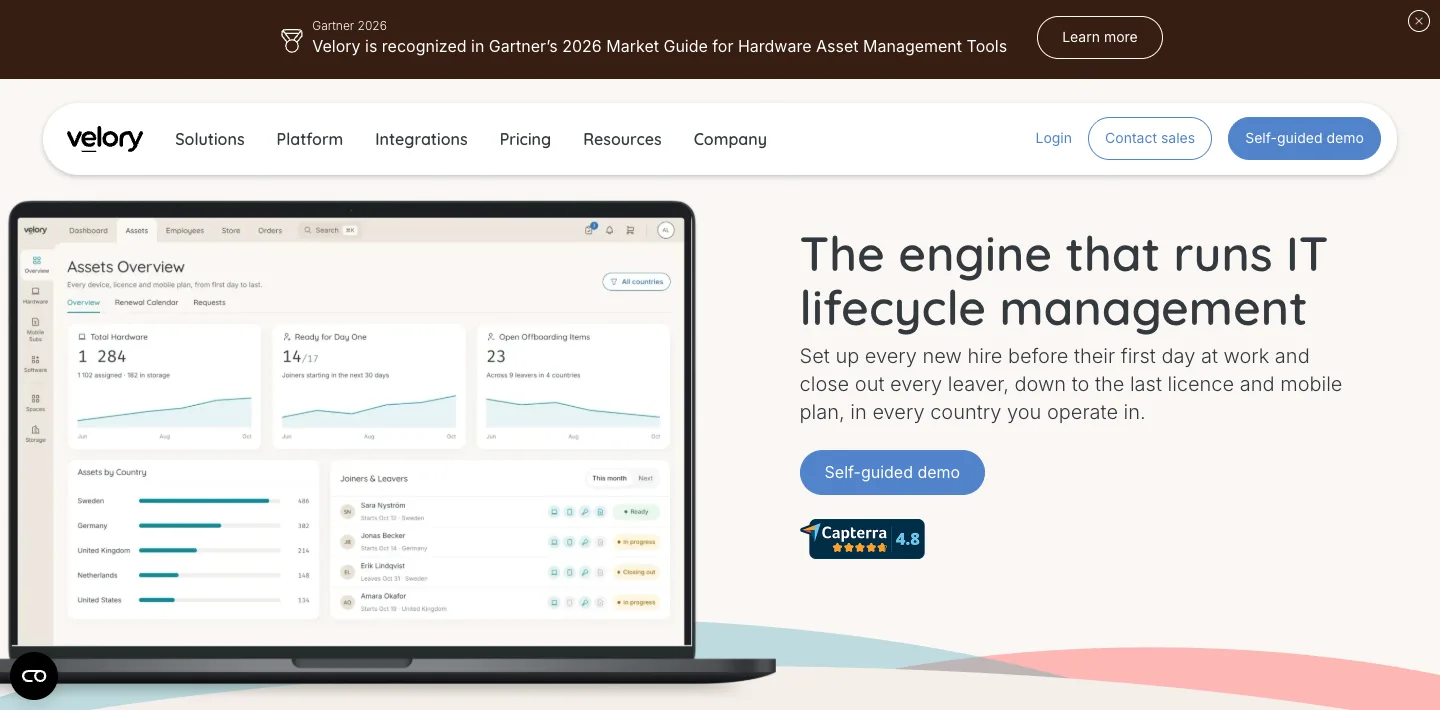 Gartner 2026
Velory is recognized in Gartner’s 2026 Market Guide for Hardware Asset Management Tools
Learn more
velory
Solutions
Platform
Integrations
Pricing
Resources
Company
Login
Contact sales
Self-guided demo
velory
Dashboard
Assets
Employees
Store
Orders
Search
⌘K
AL
Overview
Hardware
Mobile
Subs
Software
Spaces
Storage
Assets Overview
Every device, licence and mobile plan, from first day to last.
All countries
Overview
Renewal Calendar
Requests
Total Hardware
1 284
1 102 assigned · 182 in storage
Jun
Aug
Oct
Ready for Day One
14/17
Joiners starting in the next 30 days
Jun
Aug
Oct
Open Offboarding Items
23
Across 9 leavers in 4 countries
Jun
Aug
Oct
Assets by Country
Sweden
486
Germany
302
United Kingdom
214
Netherlands
148
United States
134
Joiners & Leavers
This month
Next
SN
Sara Nyström
Starts Oct 12 · Sweden
Ready
JB
Jonas Becker
Starts Oct 14 · Germany
In progress
EL
Erik Lindqvist
Leaves Oct 31 · Sweden
Closing out
AO
Amara Okafor
Starts Oct 19 · United Kingdom
In progress
The engine that runs IT
lifecycle management
Set up every new hire before their first day at work and
close out every leaver, down to the last licence and mobile
plan, in every country you operate in.
Self-guided demo
Capterra
4.8